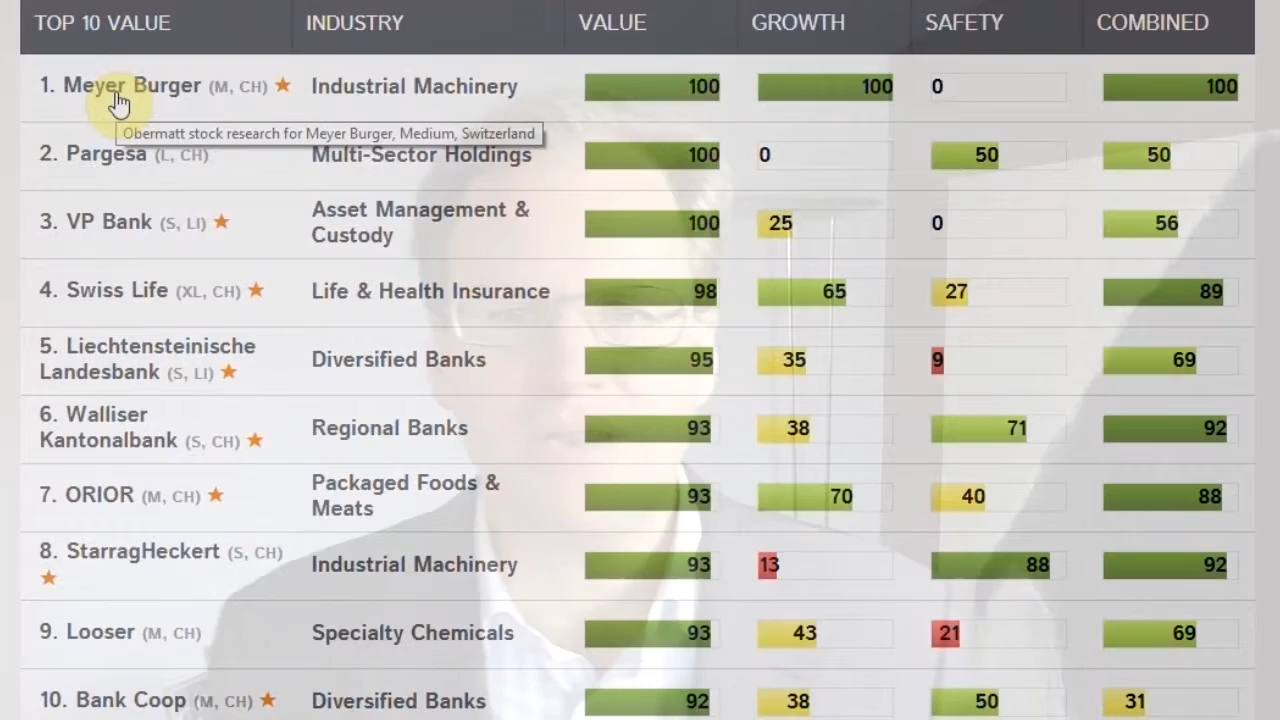 TOP 10 VALUE INDUSTRY VALUE GROWTH SAFETY COMBINED
1. Meyer Burger (M, CH) ★ Industrial Machinery 100 100 0 100
Obermatt stock research for Meyer Burger, Medium, Switzerland
2. Pargesa (L, CH) Multi-Sector Holdings 100 0 50 50
3. VP Bank (S, LI) ★ Asset Management & Custody 100 25 0 56
4. Swiss Life (XL, CH) ★ Life & Health Insurance 98 65 27 89
5. Liechtensteinische
Landesbank (S, LI) ★ Diversified Banks 95 35 9 69
6. Walliser
Kantonalbank (S, CH) ★ Regional Banks 93 38 71 92
7. ORIOR (M, CH) ★ Packaged Foods & Meats 93 70 40 88
8. StarragHeckert (S, CH) ★ Industrial Machinery 93 13 88 92
9. Looser (M, CH) Specialty Chemicals 93 43 21 69
10. Bank Coop (M, CH) ★ Diversified Banks 92 38 50 31